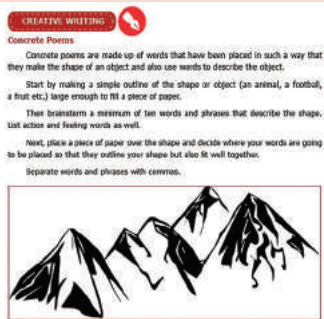 CREATIVE WRITING
Concrete Poems
Concrete poems are made up of words that have been placed in such a way that
they make the shape of an object and also use words to describe the object.
Start by making a simple outline of the shape or object (an animal, a football,
a fruit etc.) large enough to fill a piece of paper.
Then brainstorm a minimum of ten words and phrases that describe the shape.
List action and feeling words as well.
Next, place a piece of paper over the shape and decide where your words are going
to be placed so that they outline your shape but also fit well together.
Separate words and phrases with commas.